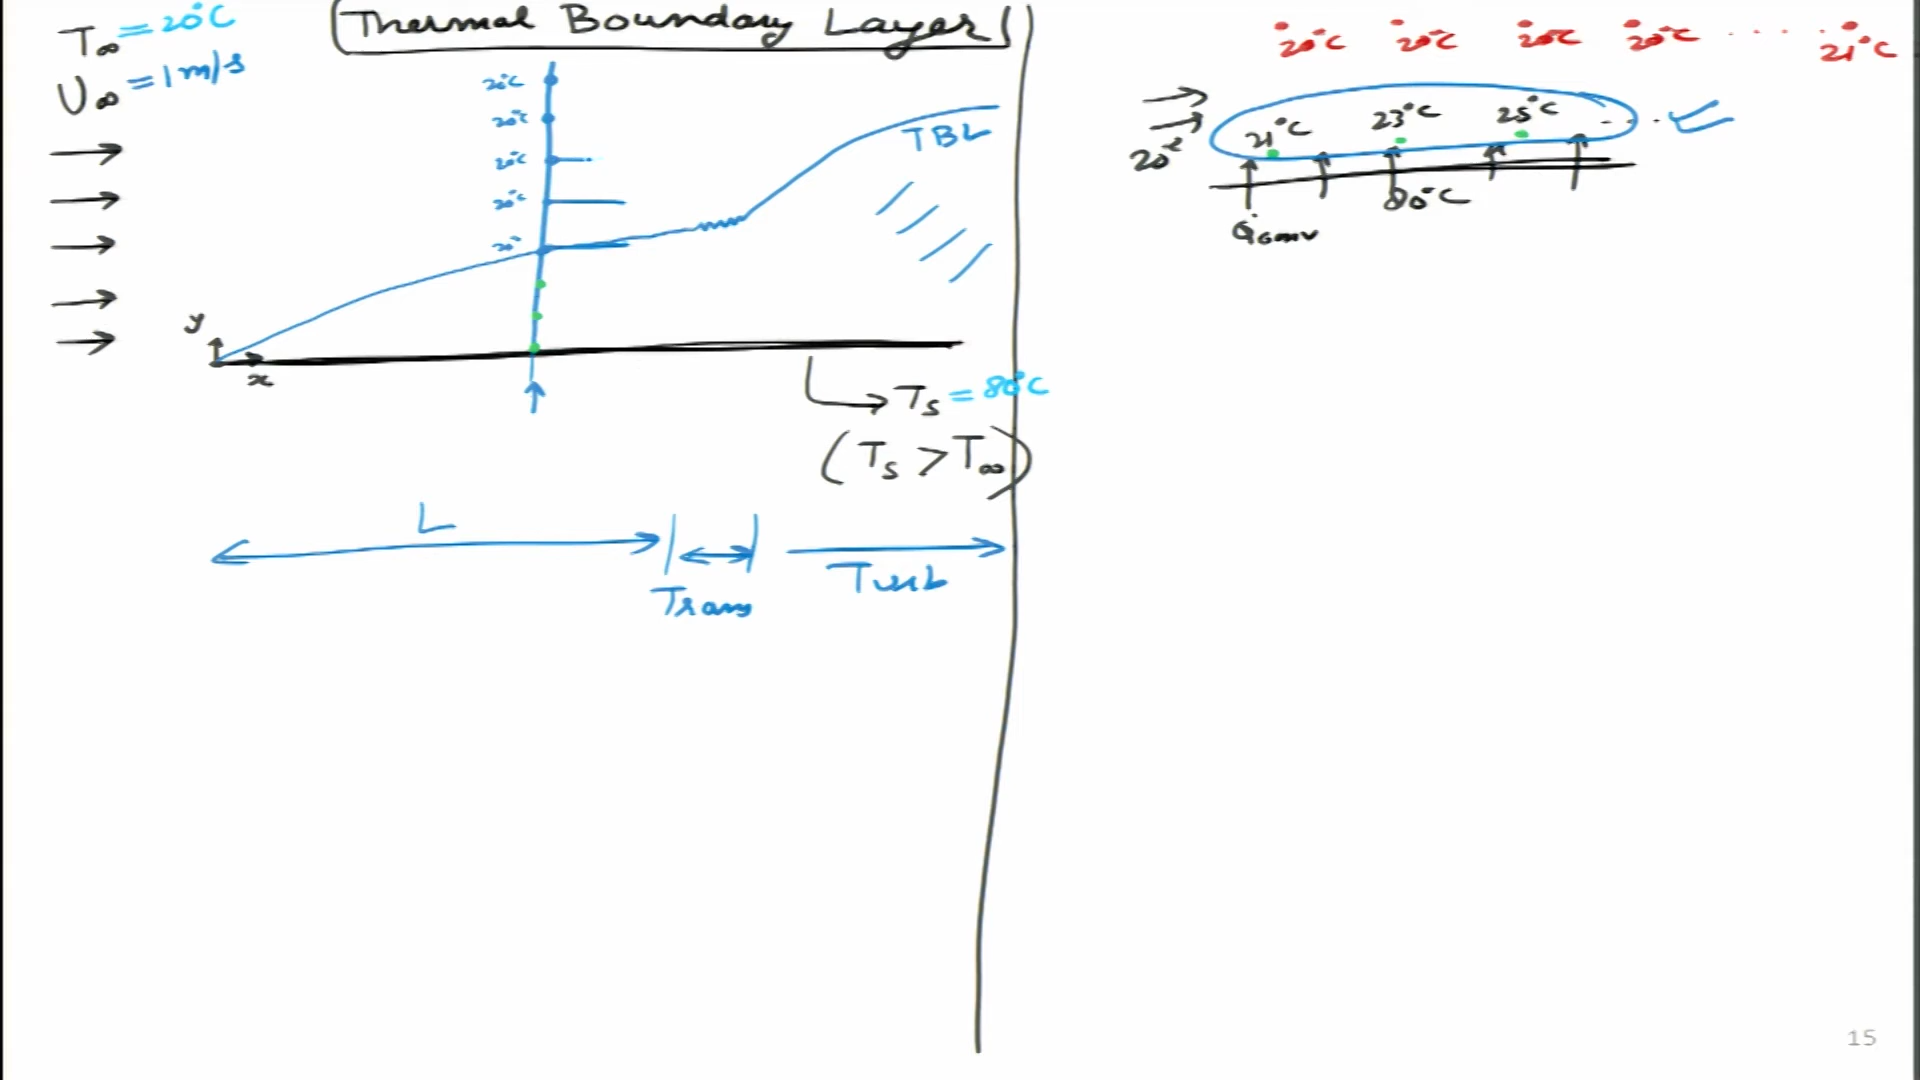 Thermal Boundary Layer
T∞ = 20°C
U∞ = 1 m/s
20°C
20°C
20°C
20°C
20°
TBL
y
x
Ts = 80°C
(Ts > T∞)
L
Trans
Turb
20°C 20°C 20°C 20°C ..... 21°C
21°C 23°C 25°C ...
20°C
80°C
Q̇conv
15